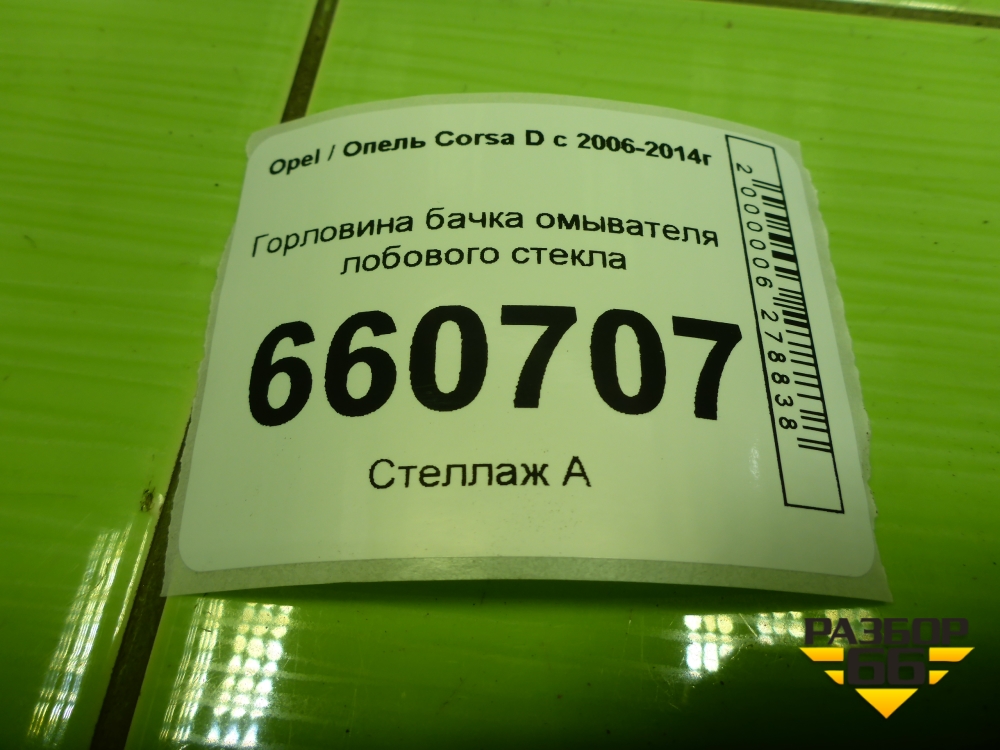 Opel / Опель Corsa D с 2006-2014г
Горловина бачка омывателя
лобового стекла
660707
Стеллаж А
2000006278838
РАЗБОР
66